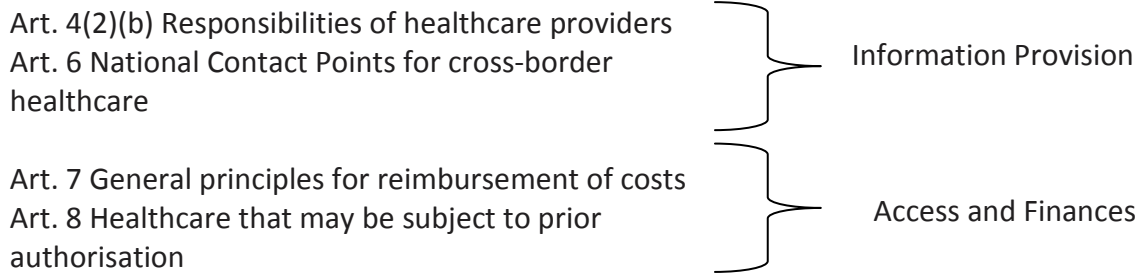 Art. 4(2)(b) Responsibilities of healthcare providers
Art. 6 National Contact Points for cross-border
healthcare
Information Provision
Art. 7 General principles for reimbursement of costs
Art. 8 Healthcare that may be subject to prior
authorisation
Access and Finances